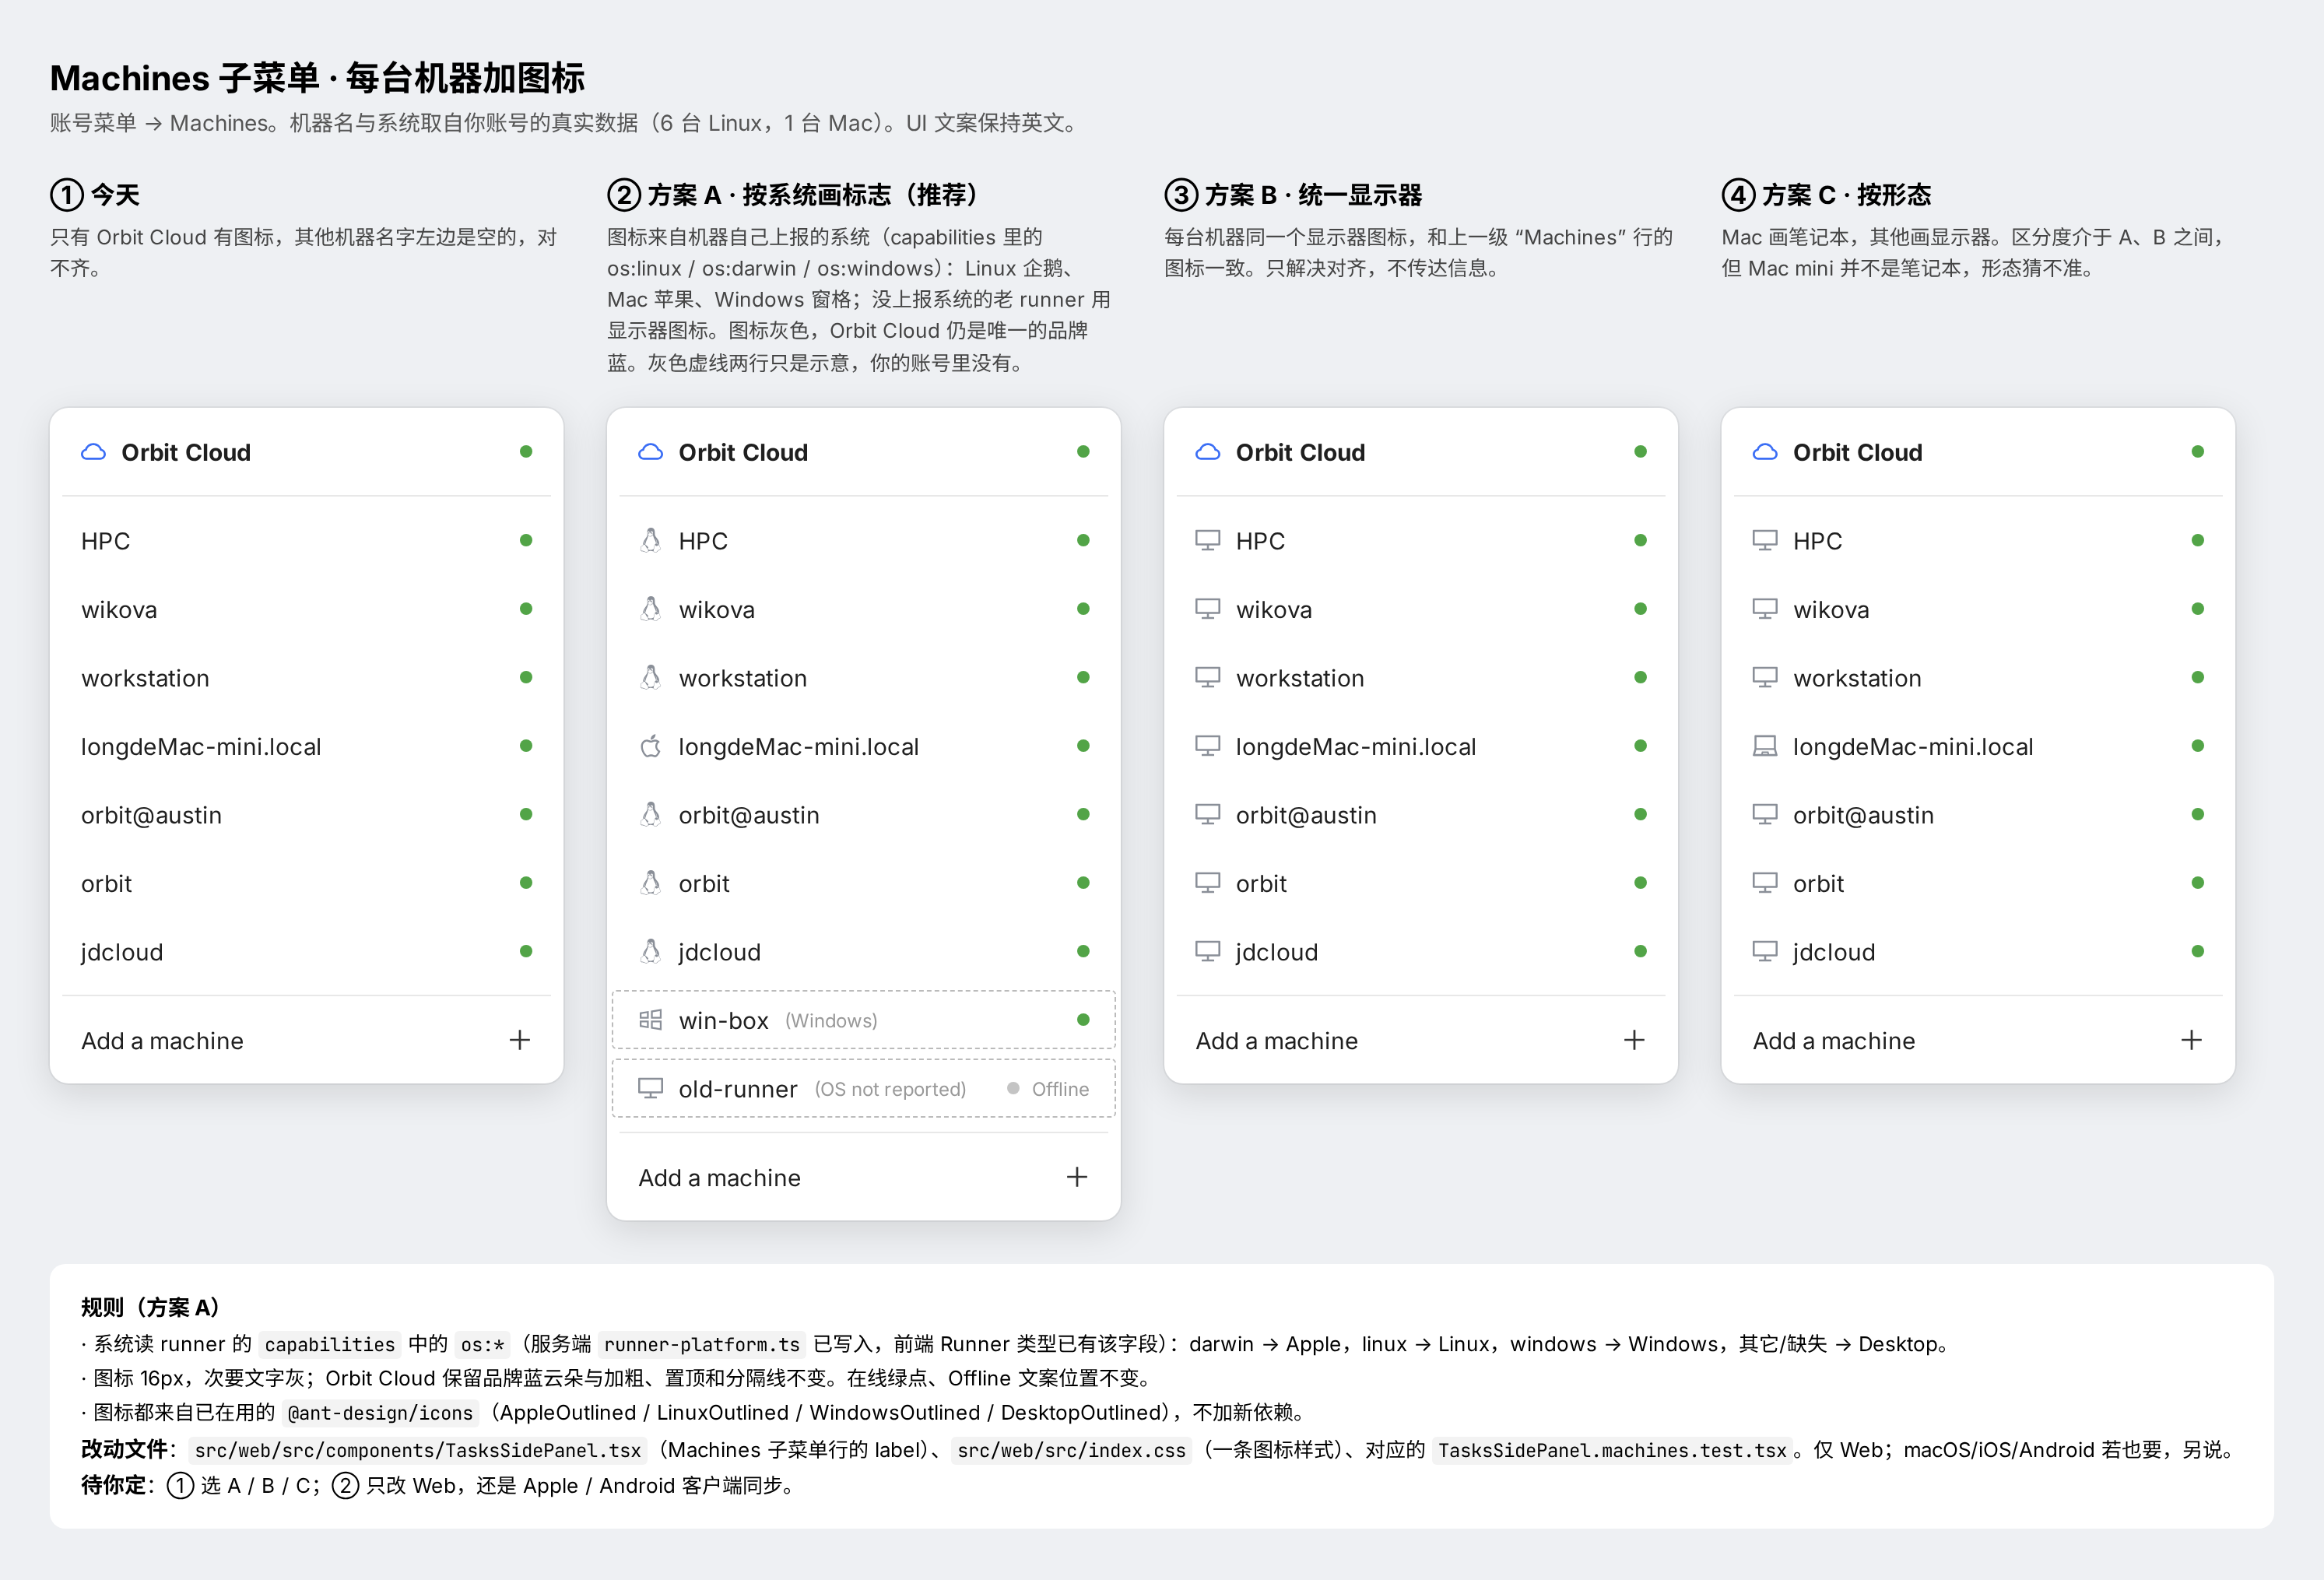 Machines 子菜单 · 每台机器加图标
账号菜单 → Machines。机器名与系统取自你账号的真实数据（6 台 Linux，1 台 Mac）。UI 文案保持英文。
① 今天
只有 Orbit Cloud 有图标，其他机器名字左边是空的，对
不齐。
Orbit Cloud
HPC
wikova
workstation
longdeMac-mini.local
orbit@austin
orbit
jdcloud
Add a machine
② 方案 A · 按系统画标志（推荐）
图标来自机器自己上报的系统（capabilities 里的
os:linux / os:darwin / os:windows）：Linux 企鹅、
Mac 苹果、Windows 窗格；没上报系统的老 runner 用
显示器图标。图标灰色，Orbit Cloud 仍是唯一的品牌
蓝。灰色虚线两行只是示意，你的账号里没有。
Orbit Cloud
HPC
wikova
workstation
longdeMac-mini.local
orbit@austin
orbit
jdcloud
win-box (Windows)
old-runner (OS not reported) Offline
Add a machine
③ 方案 B · 统一显示器
每台机器同一个显示器图标，和上一级 “Machines” 行的
图标一致。只解决对齐，不传达信息。
Orbit Cloud
HPC
wikova
workstation
longdeMac-mini.local
orbit@austin
orbit
jdcloud
Add a machine
④ 方案 C · 按形态
Mac 画笔记本，其他画显示器。区分度介于 A、B 之间，
但 Mac mini 并不是笔记本，形态猜不准。
Orbit Cloud
HPC
wikova
workstation
longdeMac-mini.local
orbit@austin
orbit
jdcloud
Add a machine
规则（方案 A）
· 系统读 runner 的 capabilities 中的 os:*（服务端 runner-platform.ts 已写入，前端 Runner 类型已有该字段）：darwin → Apple，linux → Linux，windows → Windows，其它/缺失 → Desktop。
· 图标 16px，次要文字灰；Orbit Cloud 保留品牌蓝云朵与加粗、置顶和分隔线不变。在线绿点、Offline 文案位置不变。
· 图标都来自已在用的 @ant-design/icons（AppleOutlined / LinuxOutlined / WindowsOutlined / DesktopOutlined），不加新依赖。
改动文件：src/web/src/components/TasksSidePanel.tsx（Machines 子菜单行的 label）、src/web/src/index.css（一条图标样式）、对应的 TasksSidePanel.machines.test.tsx。仅 Web；macOS/iOS/Android 若也要，另说。
待你定：① 选 A / B / C；② 只改 Web，还是 Apple / Android 客户端同步。